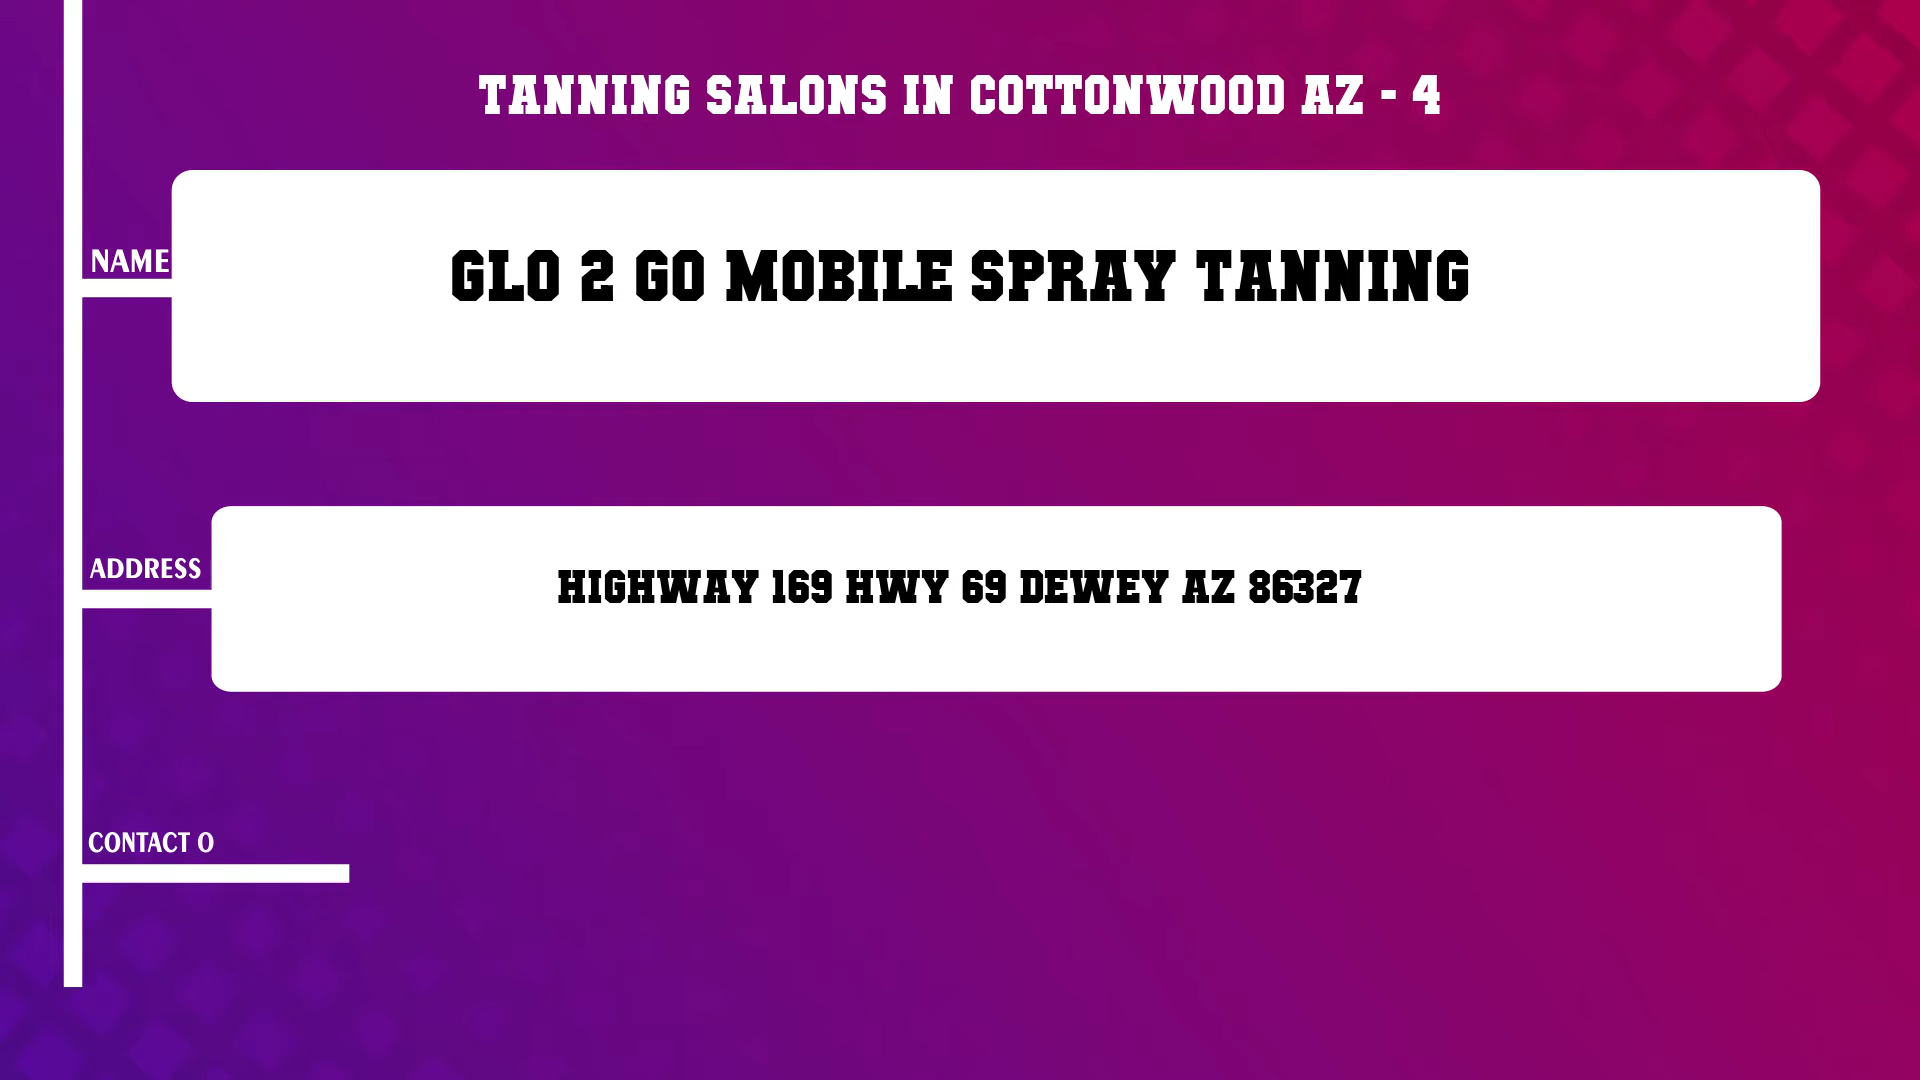 TANNING SALONS IN COTTONWOOD AZ - 4
NAME
GLO 2 GO MOBILE SPRAY TANNING
ADDRESS
HIGHWAY 169 HWY 69 DEWEY AZ 86327
CONTACT O